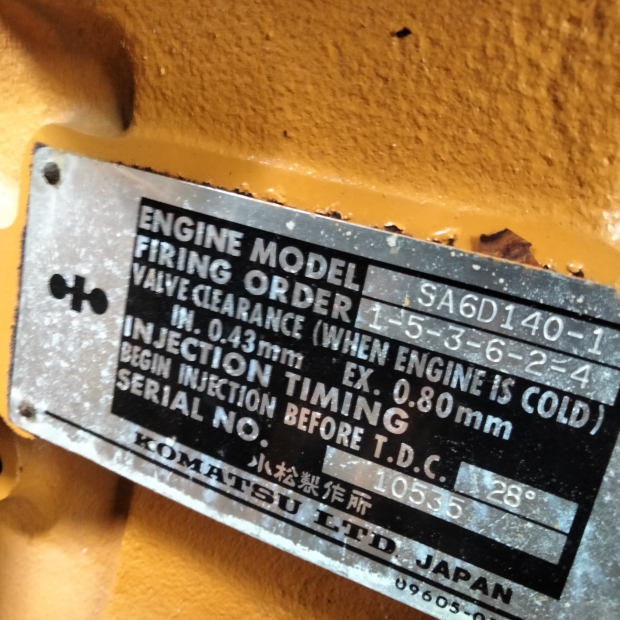 ENGINE MODEL SA6D140-1
FIRING ORDER 1-5-3-6-2-4
VALVE CLEARANCE (WHEN ENGINE IS COLD)
IN. 0.43mm EX. 0.80mm
INJECTION TIMING
BEGIN INJECTION BEFORE T.D.C. 28°
SERIAL NO. 10535
小松製作所
KOMATSU LTD JAPAN